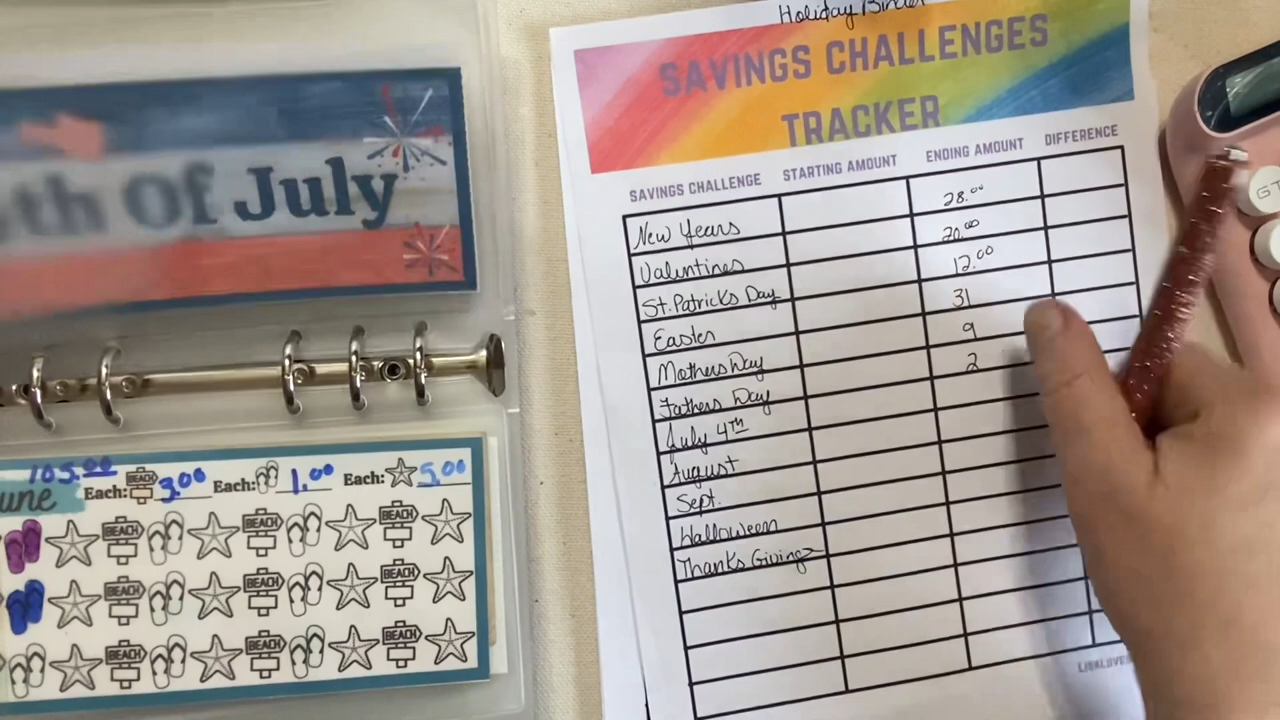 th Of July
105.00
une Each: BEACH 3.00 Each: 1.00 Each: 5.00
BEACH BEACH BEACH
BEACH BEACH BEACH
BEACH BEACH BEACH
Holiday Binder
SAVINGS CHALLENGES
TRACKER
SAVINGS CHALLENGE STARTING AMOUNT ENDING AMOUNT DIFFERENCE
New Years 28.00
Valentines 20.00
St. Patricks Day 12.00
Easter 31
Mothers Day 9
Fathers Day 2
July 4TH
August
Sept.
Halloween
Thanks Giving
GT